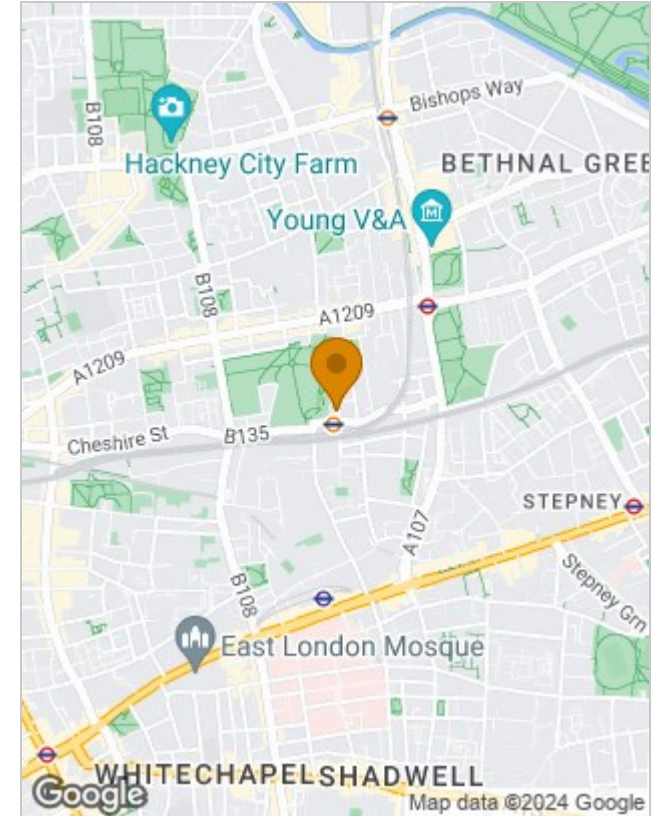 Bishops Way
B108
Hackney City Farm
BETHNAL GREE
Young V&A
B108
A1209
A1209
Cheshire St
B135
STEPNEY
A107
B108
Stepney Grn
East London Mosque
WHITECHAPEL
SHADWELL
Google
Map data ©2024 Google